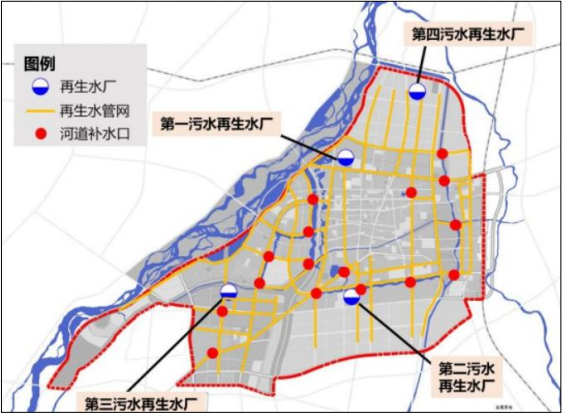 第四污水再生水厂
图例
再生水厂
再生水管网
河道补水口
第一污水再生水厂
第二污水
再生水厂
第三污水再生水厂